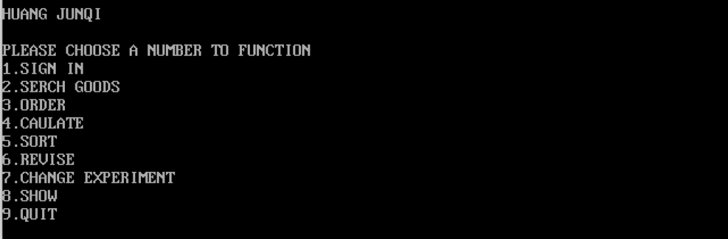 HUANG JUNQI
PLEASE CHOOSE A NUMBER TO FUNCTION
1.SIGN IN
2.SERCH GOODS
3.ORDER
4.CAULATE
5.SORT
6.REVISE
7.CHANGE EXPERIMENT
8.SHOW
9.QUIT